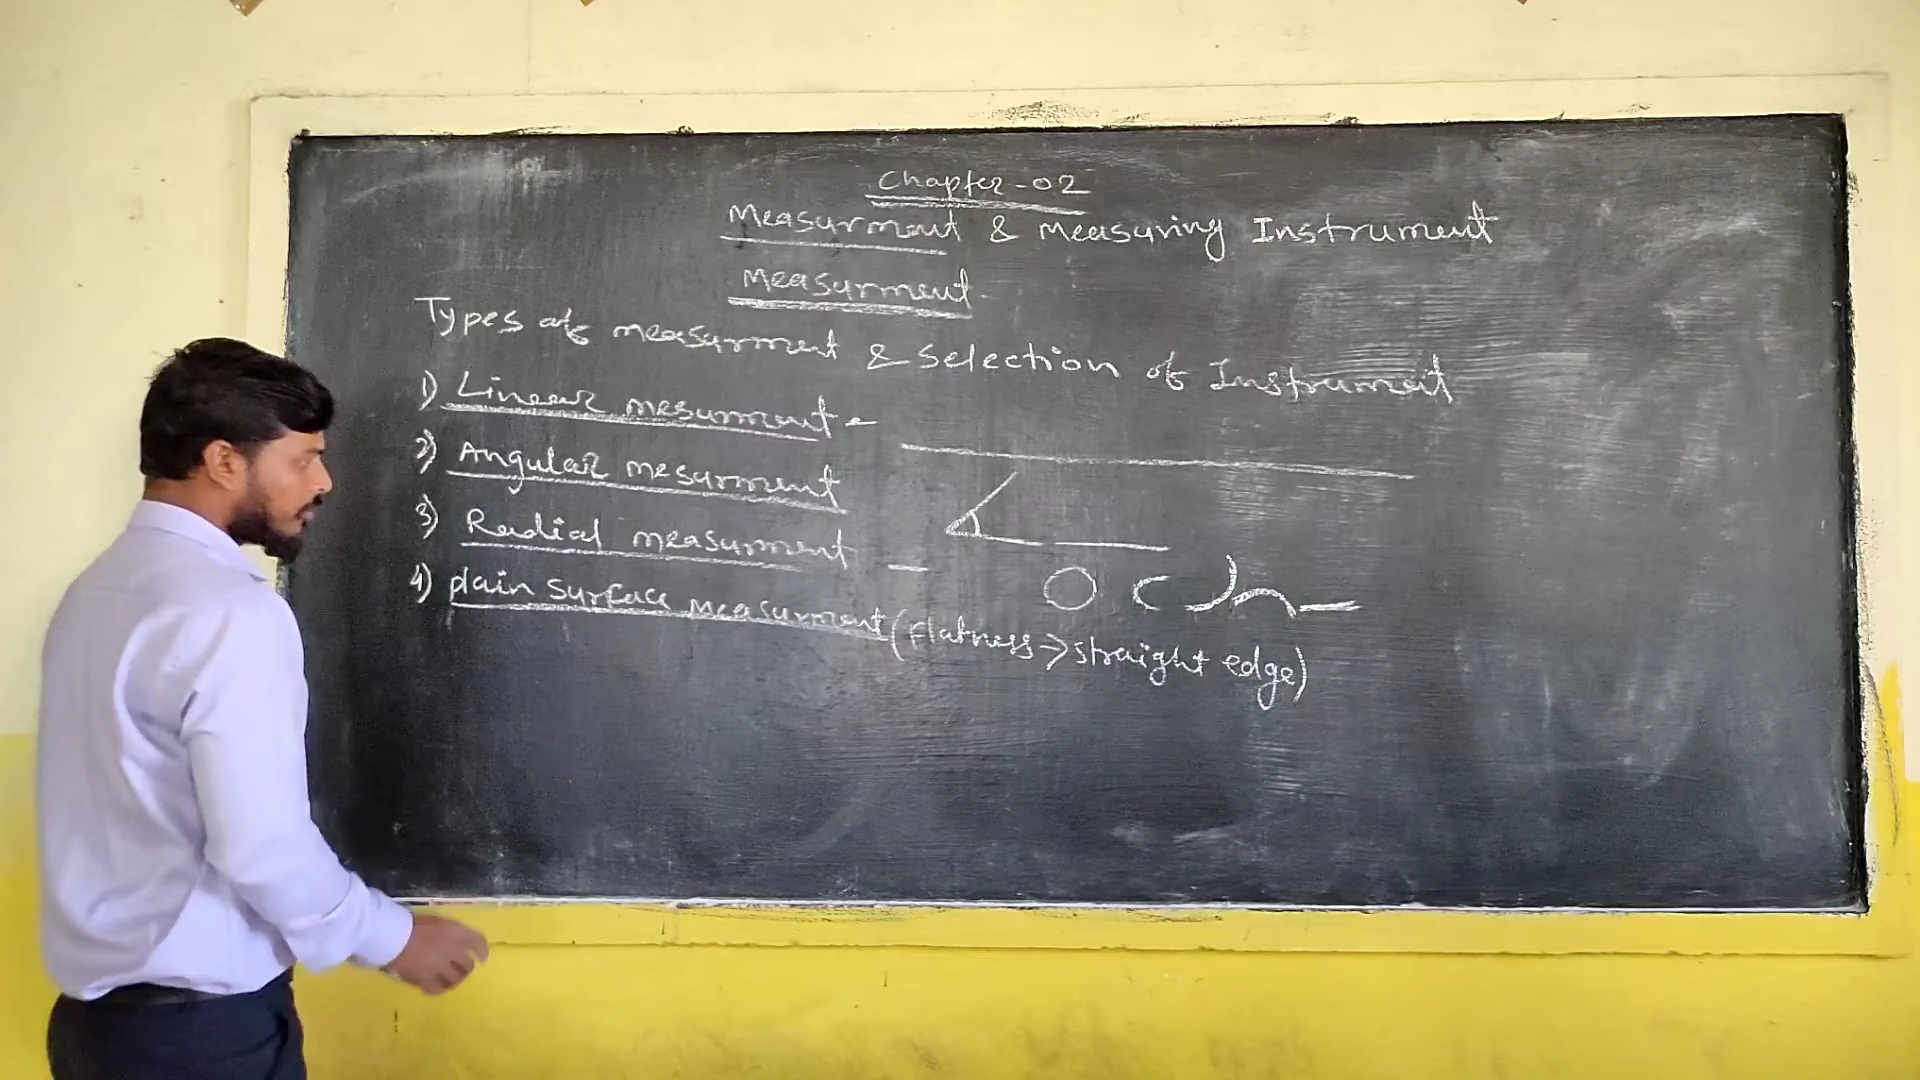 Chapter-02
Measurment & measuring Instrument
Measurment
Types of measurment & Selection of Instrument
1) Linear mesurment -
2) Angular mesurment
3) Radial measurment -
4) plain surface measurment (flatness → straight edge)